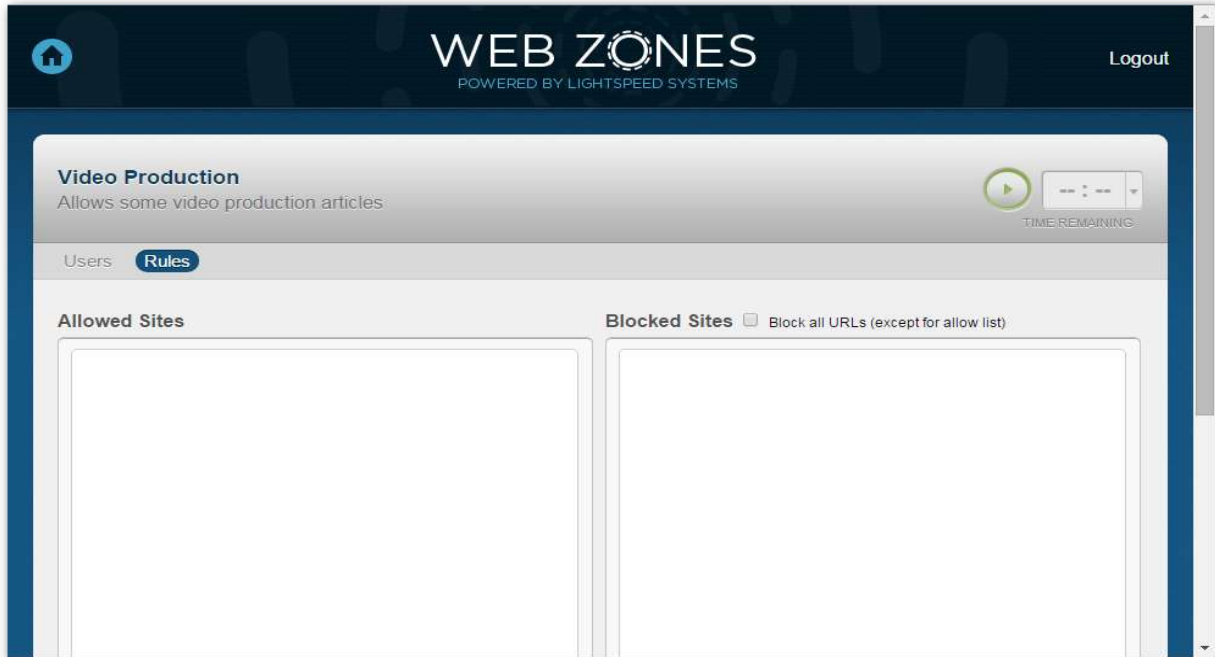 WEB ZONES
POWERED BY LIGHTSPEED SYSTEMS
Logout
Video Production
Allows some video production articles
-- : --
TIME REMAINING
Users Rules
Allowed Sites
Blocked Sites Block all URLs (except for allow list)